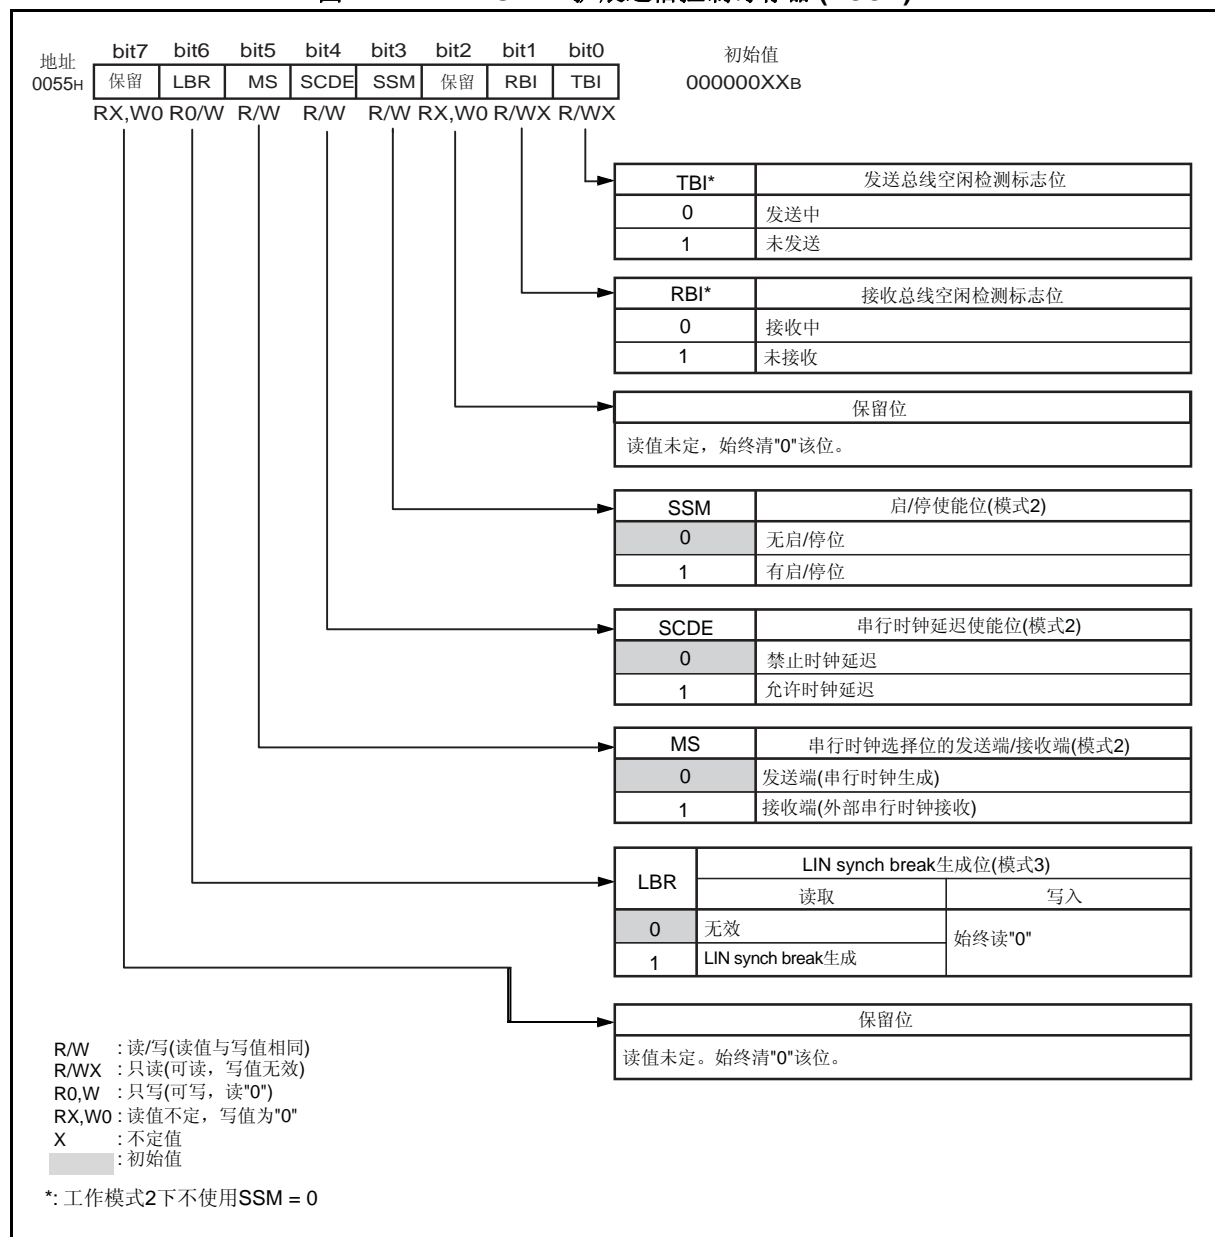 地址 bit7 bit6 bit5 bit4 bit3 bit2 bit1 bit0 初始值
0055H 保留 LBR MS SCDE SSM 保留 RBI TBI 000000XXB
RX,W0 R0/W R/W R/W R/W RX,W0 R/WX R/WX
TBI* 发送总线空闲检测标志位
0 发送中
1 未发送
RBI* 接收总线空闲检测标志位
0 接收中
1 未接收
保留位
读值未定，始终清"0"该位。
SSM 启/停使能位(模式2)
0 无启/停位
1 有启/停位
SCDE 串行时钟延迟使能位(模式2)
0 禁止时钟延迟
1 允许时钟延迟
MS 串行时钟选择位的发送端/接收端(模式2)
0 发送端(串行时钟生成)
1 接收端(外部串行时钟接收)
LBR LIN synch break生成位(模式3)
读取 写入
0 无效 始终读"0"
1 LIN synch break生成
保留位
读值未定。始终清"0"该位。
R/W : 读/写(读值与写值相同)
R/WX : 只读(可读，写值无效)
R0,W : 只写(可写，读"0")
RX,W0 : 读值不定，写值为"0"
X : 不定值
: 初始值
*: 工作模式2下不使用SSM = 0